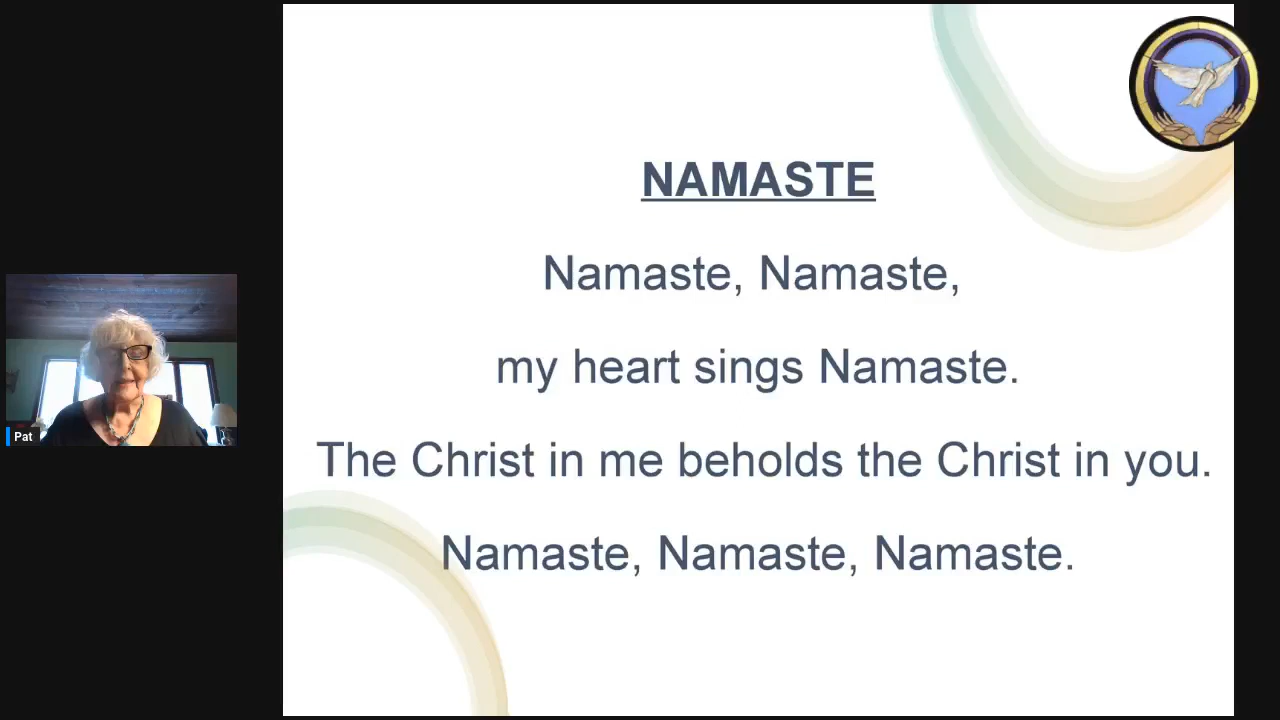 NAMASTE
Namaste, Namaste,
my heart sings Namaste.
The Christ in me beholds the Christ in you.
Namaste, Namaste, Namaste.
Pat